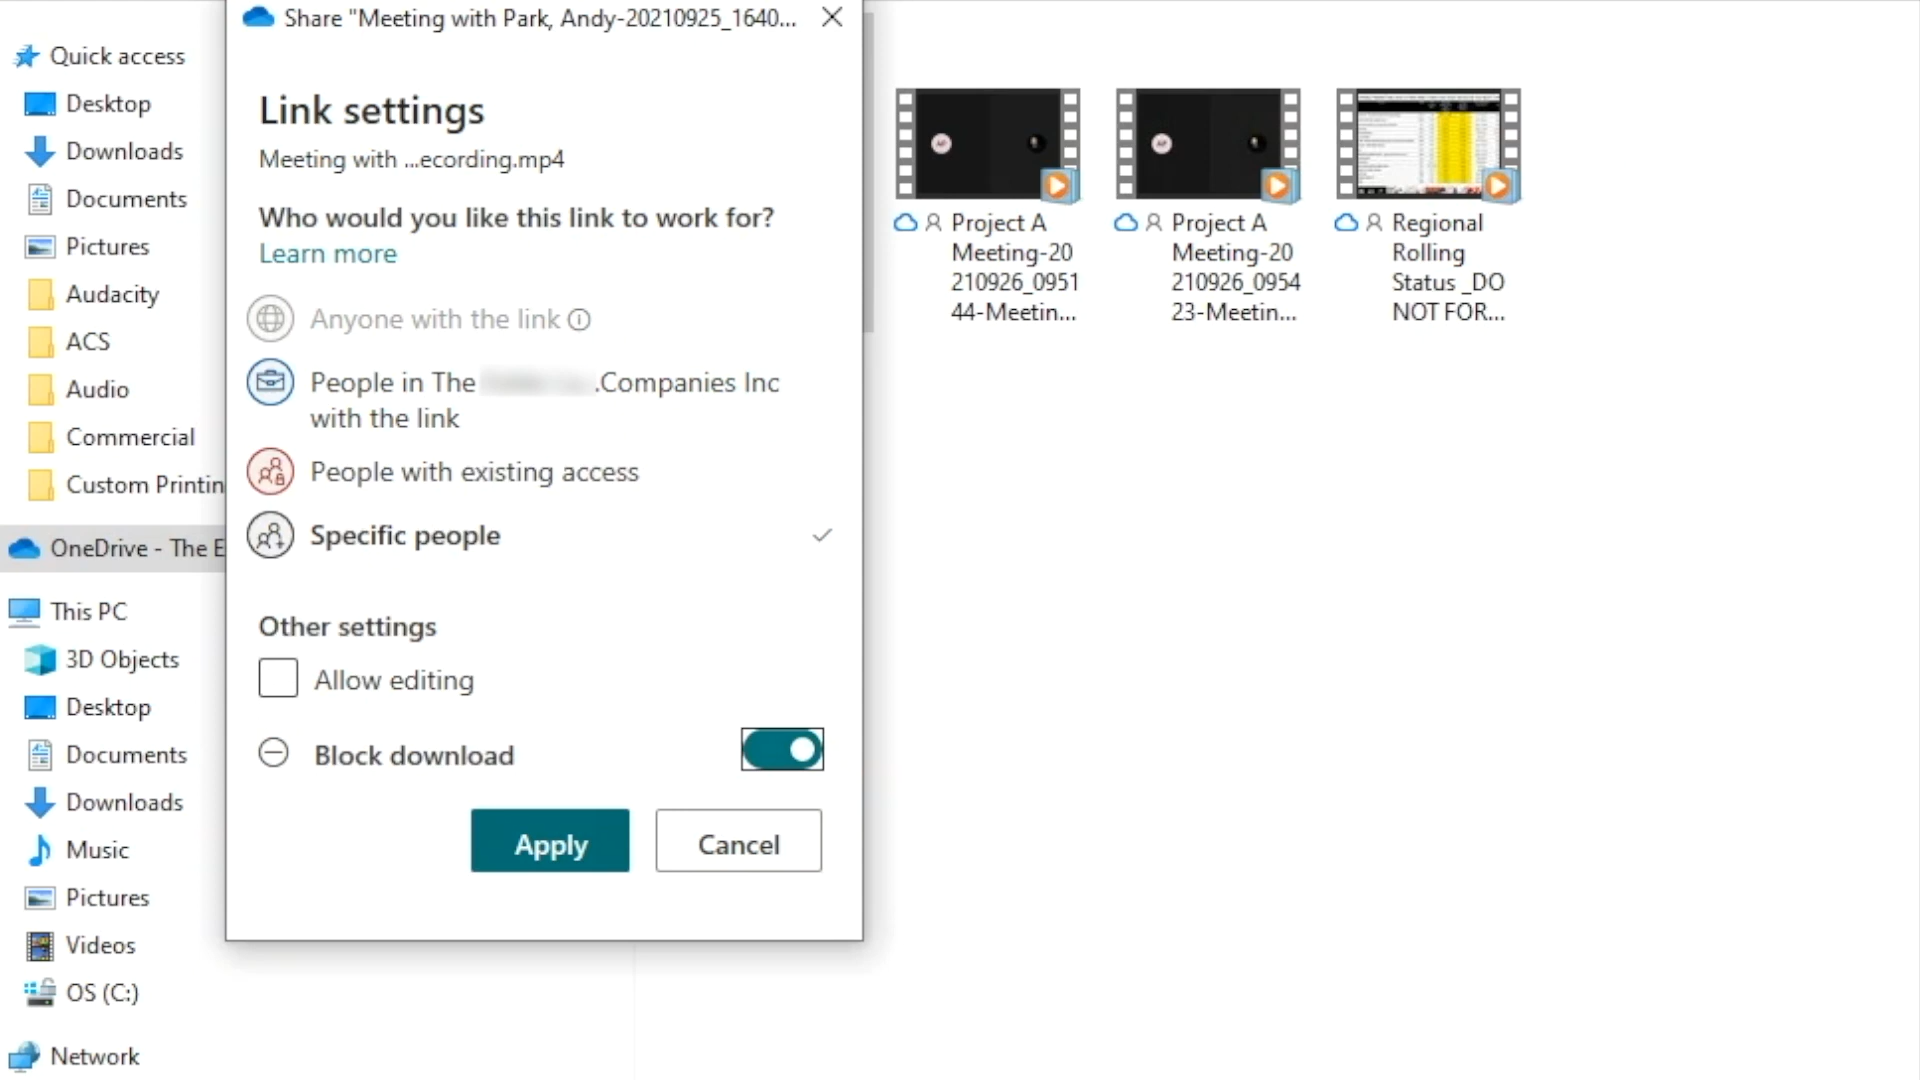 Quick access
Desktop
Downloads
Documents
Pictures
Audacity
ACS
Audio
Commercial
Custom Printin
OneDrive - The E
This PC
3D Objects
Desktop
Documents
Downloads
Music
Pictures
Videos
OS (C:)
Network
Share "Meeting with Park, Andy-20210925_1640...
Link settings
Meeting with ...ecording.mp4
Who would you like this link to work for?
Learn more
Anyone with the link
People in The .Companies Inc
with the link
People with existing access
Specific people
Other settings
Allow editing
Block download
Apply
Cancel
Project A
Meeting-20
210926_0951
44-Meetin...
Project A
Meeting-20
210926_0954
23-Meetin...
Regional
Rolling
Status _DO
NOT FOR...